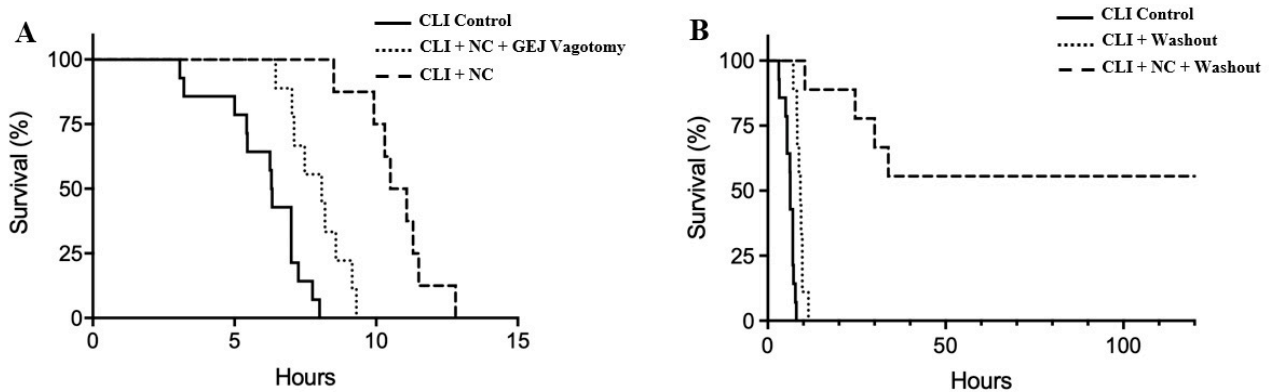 A
CLI Control
CLI + NC + GEJ Vagotomy
CLI + NC
Survival (%)
100
75
50
25
0
0 5 10 15
Hours
B
CLI Control
CLI + Washout
CLI + NC + Washout
Survival (%)
100
75
50
25
0
0 50 100
Hours